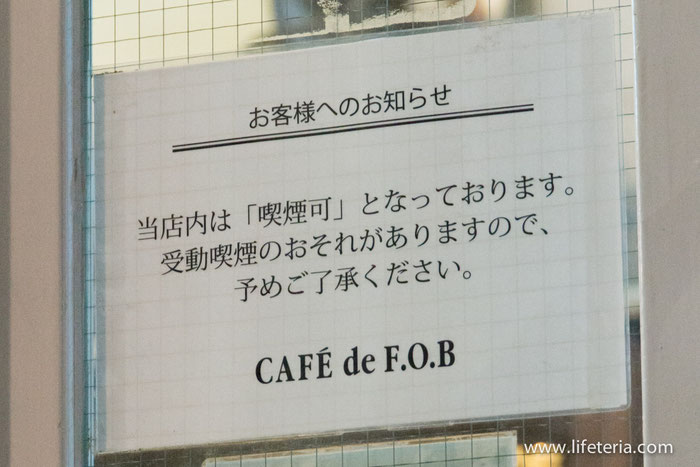 お客様へのお知らせ
当店内は「喫煙可」となっております。
受動喫煙のおそれがありますので、
予めご了承ください。
CAFÉ de F.O.B
www.lifeteria.com